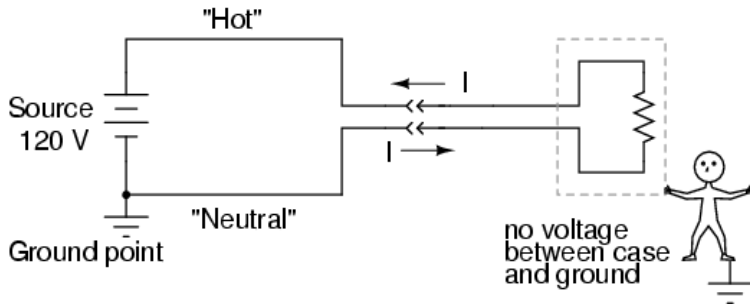 "Hot"
I
Source
120 V
I
"Neutral"
Ground point
no voltage
between case
and ground